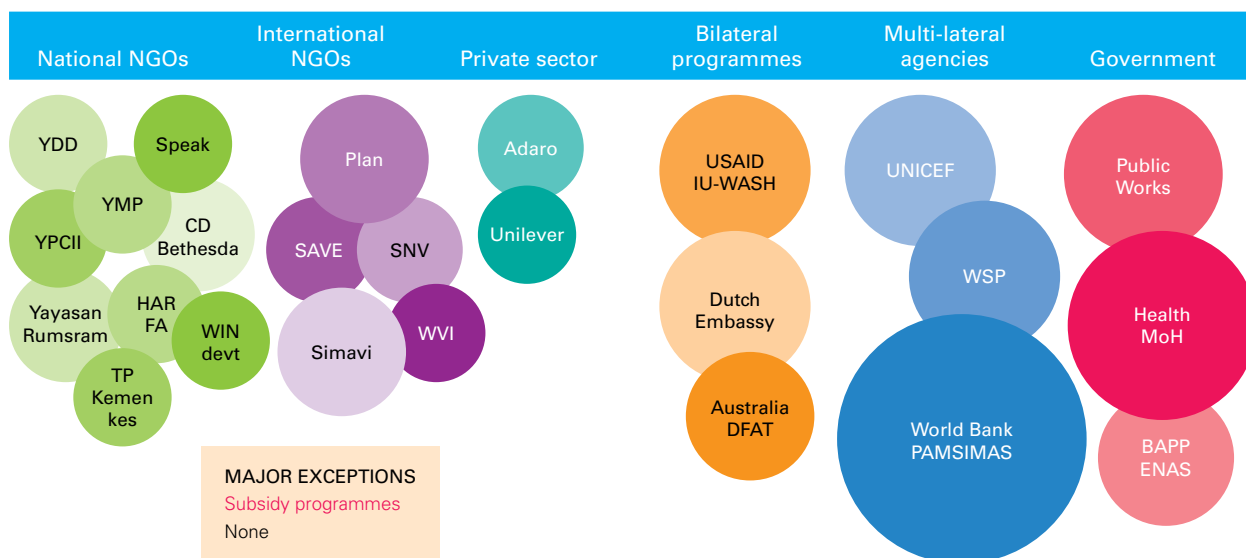 National NGOs
International
NGOs
Private sector
Bilateral
programmes
Multi-lateral
agencies
Government
YDD
Speak
YMP
YPCII
CD
Bethesda
Yayasan
Rumsram
HAR
FA
WIN
devt
TP
Kemen
kes
Plan
SAVE
SNV
Simavi
WVI
Adaro
Unilever
USAID
IU-WASH
Dutch
Embassy
Australia
DFAT
UNICEF
WSP
World Bank
PAMSIMAS
Public
Works
Health
MoH
BAPP
ENAS
MAJOR EXCEPTIONS
Subsidy programmes
None